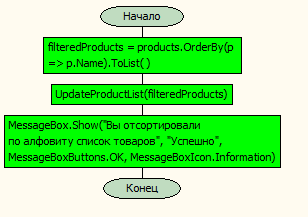 Начало
filteredProducts = products.OrderBy(p
=> p.Name).ToList( )
UpdateProductList(filteredProducts)
MessageBox.Show("Вы отсортировали
по алфовиту список товаров", "Успешно",
MessageBoxButtons.OK, MessageBoxIcon.Information)
Конец